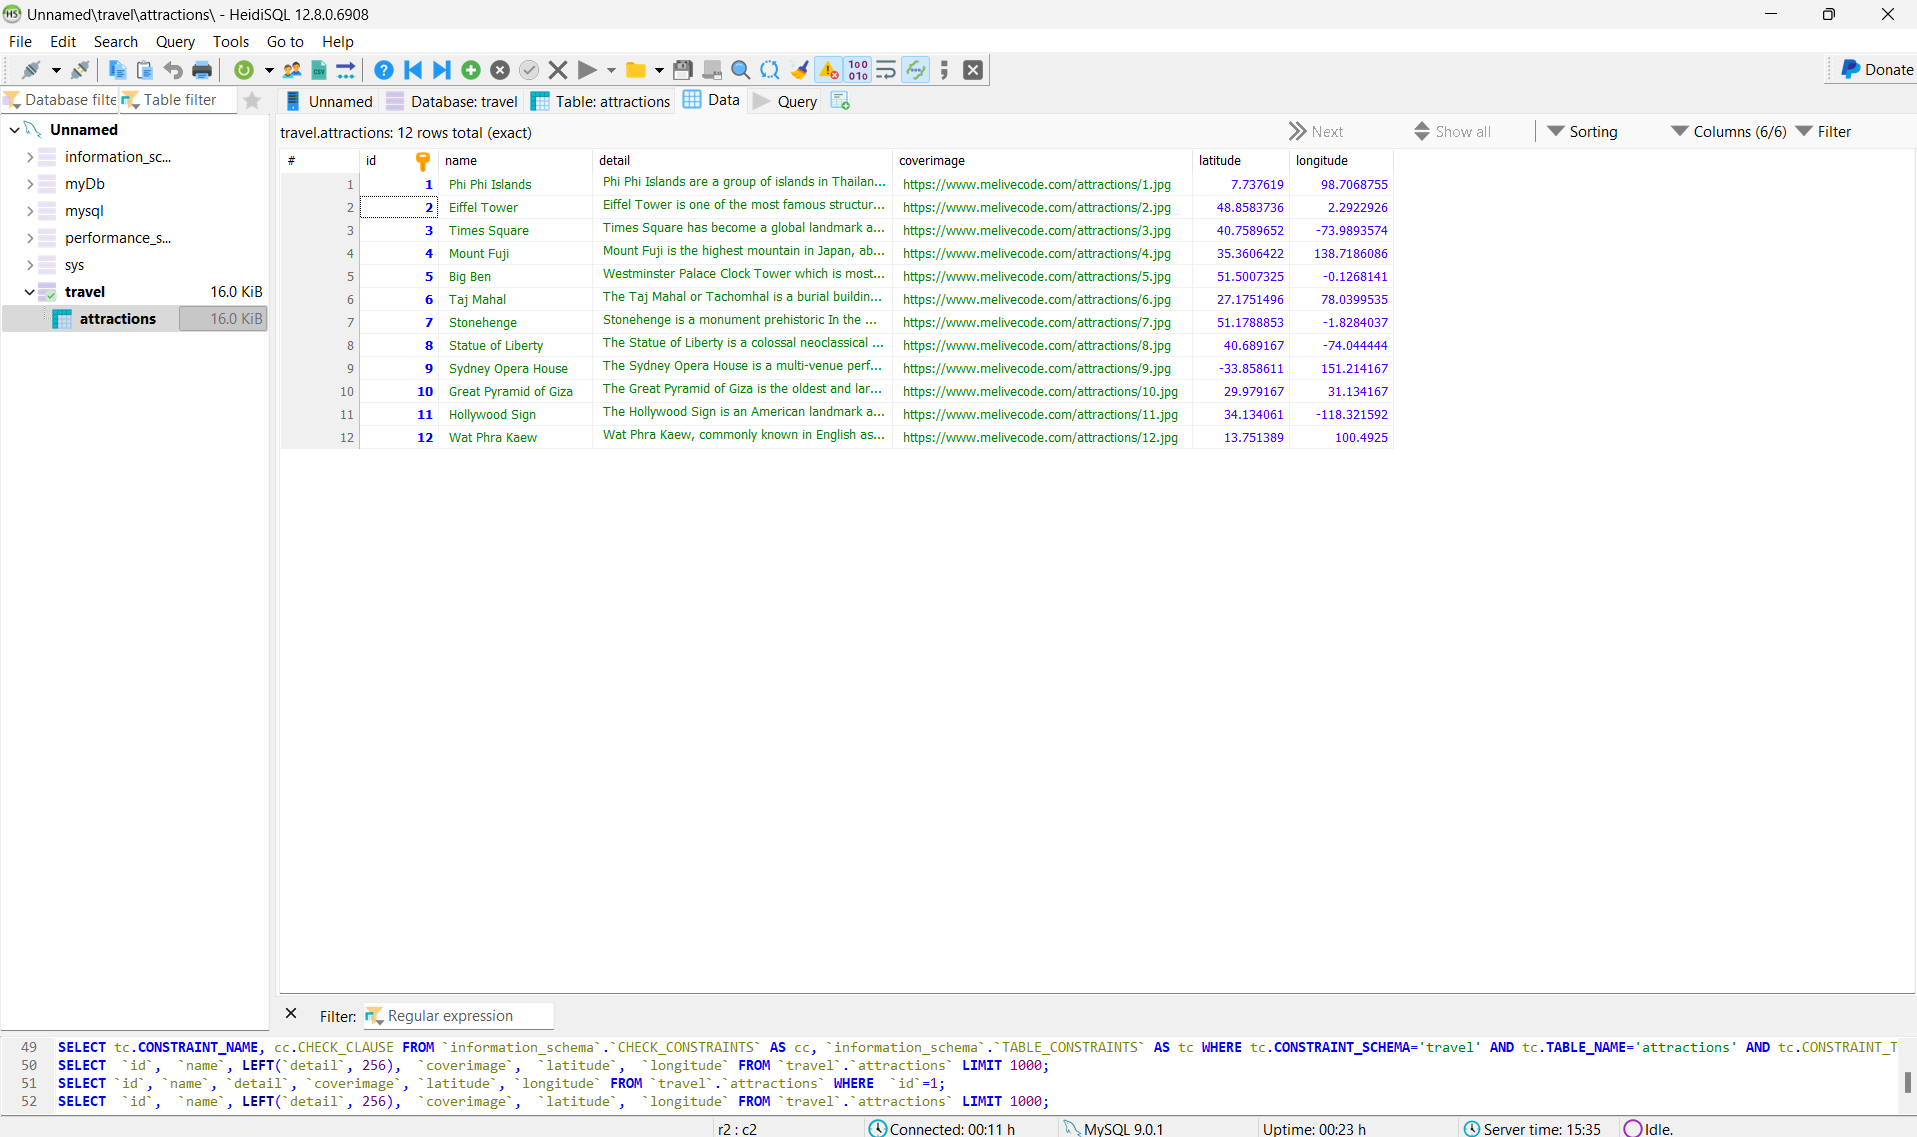 Unnamed\travel\attractions\ - HeidiSQL 12.8.0.6908
File Edit Search Query Tools Go to Help
Donate
Database filte Table filter
Unnamed Database: travel Table: attractions Data Query
Unnamed
information_sc...
myDb
mysql
performance_s...
sys
travel 16.0 KiB
attractions 16.0 KiB
travel.attractions: 12 rows total (exact) Next Show all Sorting Columns (6/6) Filter
# id name detail coverimage latitude longitude
1 1 Phi Phi Islands Phi Phi Islands are a group of islands in Thailan... https://www.melivecode.com/attractions/1.jpg 7.737619 98.7068755
2 2 Eiffel Tower Eiffel Tower is one of the most famous structur... https://www.melivecode.com/attractions/2.jpg 48.8583736 2.2922926
3 3 Times Square Times Square has become a global landmark a... https://www.melivecode.com/attractions/3.jpg 40.7589652 -73.9893574
4 4 Mount Fuji Mount Fuji is the highest mountain in Japan, ab... https://www.melivecode.com/attractions/4.jpg 35.3606422 138.7186086
5 5 Big Ben Westminster Palace Clock Tower which is most... https://www.melivecode.com/attractions/5.jpg 51.5007325 -0.1268141
6 6 Taj Mahal The Taj Mahal or Tachomhal is a burial buildin... https://www.melivecode.com/attractions/6.jpg 27.1751496 78.0399535
7 7 Stonehenge Stonehenge is a monument prehistoric In the ... https://www.melivecode.com/attractions/7.jpg 51.1788853 -1.8284037
8 8 Statue of Liberty The Statue of Liberty is a colossal neoclassical ... https://www.melivecode.com/attractions/8.jpg 40.689167 -74.044444
9 9 Sydney Opera House The Sydney Opera House is a multi-venue perf... https://www.melivecode.com/attractions/9.jpg -33.858611 151.214167
10 10 Great Pyramid of Giza The Great Pyramid of Giza is the oldest and lar... https://www.melivecode.com/attractions/10.jpg 29.979167 31.134167
11 11 Hollywood Sign The Hollywood Sign is an American landmark a... https://www.melivecode.com/attractions/11.jpg 34.134061 -118.321592
12 12 Wat Phra Kaew Wat Phra Kaew, commonly known in English as... https://www.melivecode.com/attractions/12.jpg 13.751389 100.4925
Filter: Regular expression
49 SELECT tc.CONSTRAINT_NAME, cc.CHECK_CLAUSE FROM `information_schema`.`CHECK_CONSTRAINTS` AS cc, `information_schema`.`TABLE_CONSTRAINTS` AS tc WHERE tc.CONSTRAINT_SCHEMA='travel' AND tc.TABLE_NAME='attractions' AND tc.CONSTRAINT_T
50 SELECT `id`, `name`, LEFT(`detail`, 256), `coverimage`, `latitude`, `longitude` FROM `travel`.`attractions` LIMIT 1000;
51 SELECT `id`, `name`, `detail`, `coverimage`, `latitude`, `longitude` FROM `travel`.`attractions` WHERE `id`=1;
52 SELECT `id`, `name`, LEFT(`detail`, 256), `coverimage`, `latitude`, `longitude` FROM `travel`.`attractions` LIMIT 1000;
r2 : c2 Connected: 00:11 h MySQL 9.0.1 Uptime: 00:23 h Server time: 15:35 Idle.